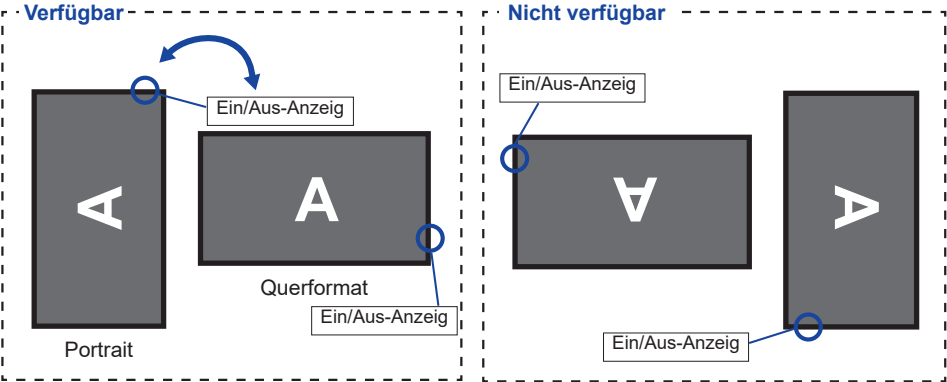 Verfügbar
Ein/Aus-Anzeig
A
A
Querformat
Ein/Aus-Anzeig
Portrait
Nicht verfügbar
Ein/Aus-Anzeig
A
A
Ein/Aus-Anzeig